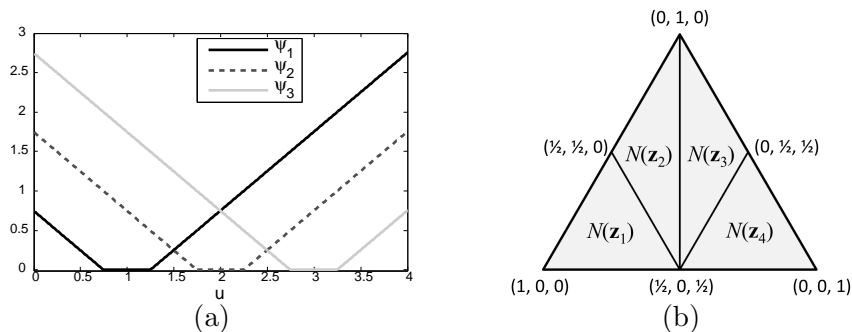 3
2.5
2
1.5
1
0.5
0
ψ1
ψ2
ψ3
0 0.5 1 1.5 2 2.5 3 3.5 4
u
(a)
(0, 1, 0)
(½, ½, 0)
N(z2)
N(z3)
(0, ½, ½)
N(z1)
N(z4)
(1, 0, 0)
(½, 0, ½)
(0, 0, 1)
(b)